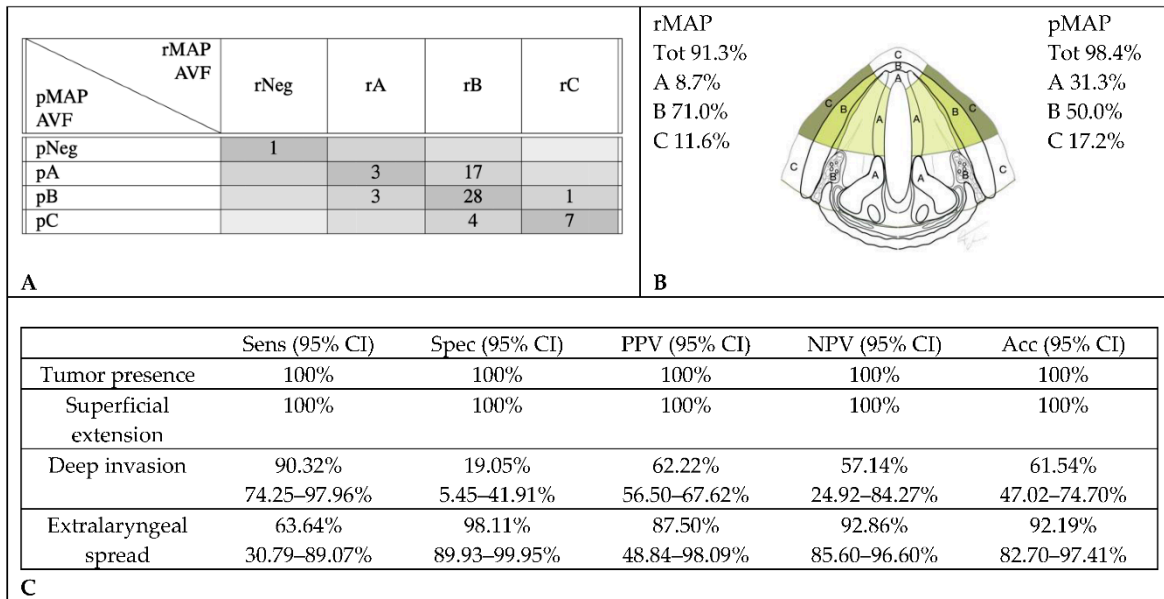 rMAP
AVF
pMAP
AVF
rNeg rA rB rC
pNeg 1
pA 3 17
pB 3 28 1
pC 4 7
A
rMAP
Tot 91.3%
A 8.7%
B 71.0%
C 11.6%
C
B
A
C B A A B C
C B A A B C
pMAP
Tot 98.4%
A 31.3%
B 50.0%
C 17.2%
B
Sens (95% CI) Spec (95% CI) PPV (95% CI) NPV (95% CI) Acc (95% CI)
Tumor presence 100% 100% 100% 100% 100%
Superficial 100% 100% 100% 100% 100%
extension
Deep invasion 90.32% 19.05% 62.22% 57.14% 61.54%
74.25–97.96% 5.45–41.91% 56.50–67.62% 24.92–84.27% 47.02–74.70%
Extralaryngeal 63.64% 98.11% 87.50% 92.86% 92.19%
spread 30.79–89.07% 89.93–99.95% 48.84–98.09% 85.60–96.60% 82.70–97.41%
C